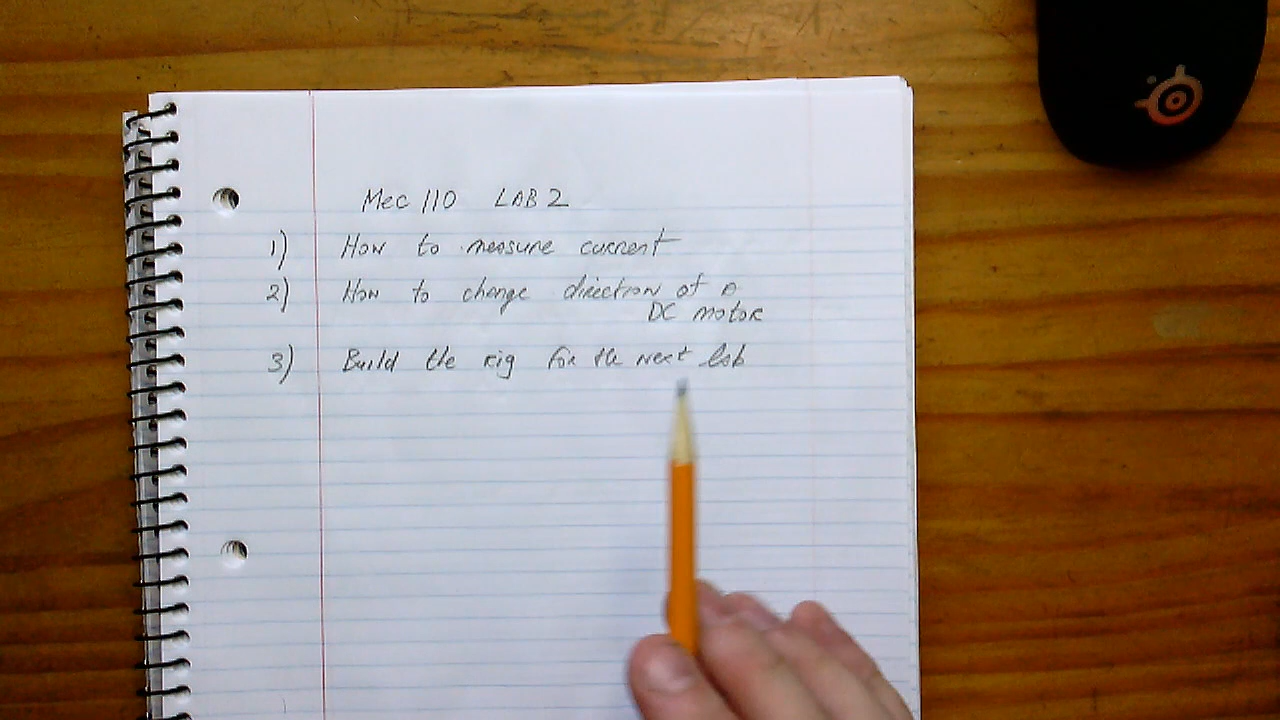 Mec 110 LAB 2
1) How to measure current
2) How to change direction of a
DC motor
3) Build the rig for the next lab